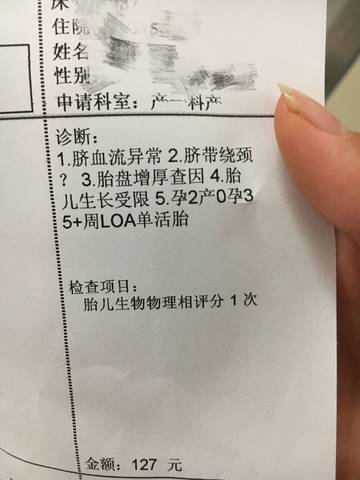 床
住院
姓名
性别
申请科室：产一科产
诊断：
1.脐血流异常 2.脐带绕颈
？ 3.胎盘增厚查因 4.胎
儿生长受限 5.孕2产0孕3
5+周LOA单活胎
检查项目：
胎儿生物物理相评分 1 次
金额：127 元